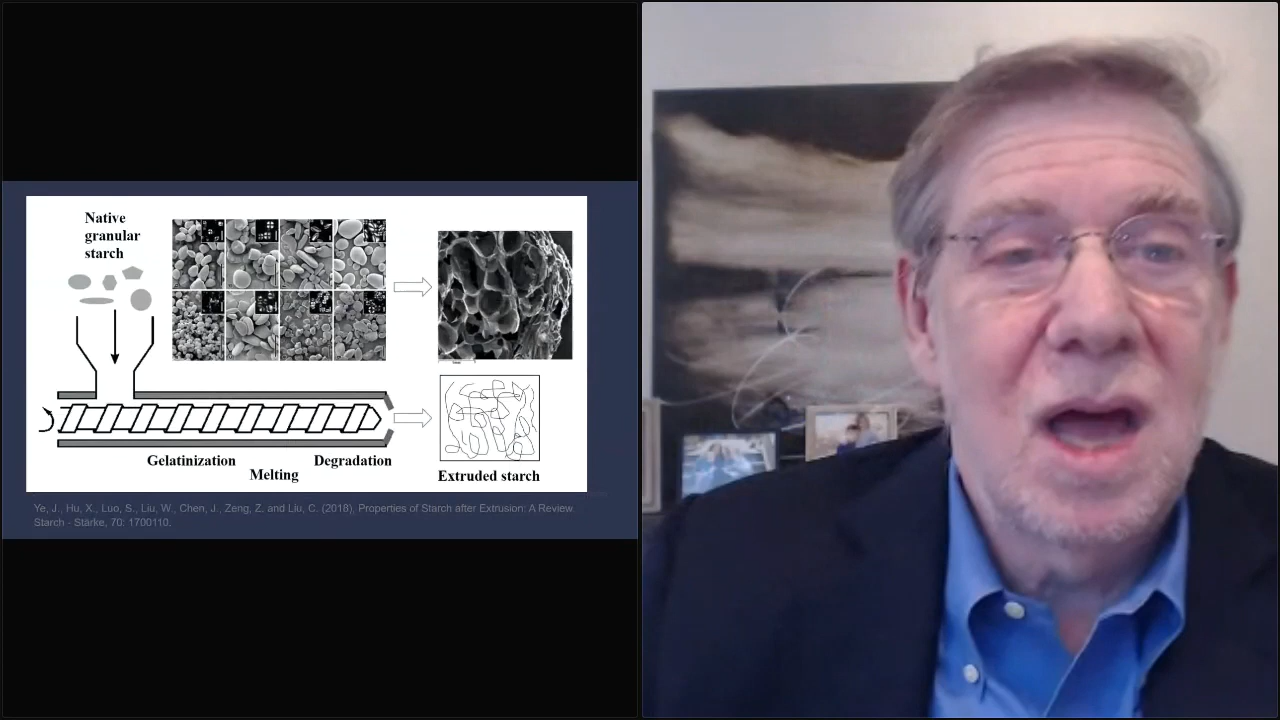 Native
granular
starch
Gelatinization
Melting
Degradation
Extruded starch
Ye, J., Hu, X., Luo, S., Liu, W., Chen, J., Zeng, Z. and Liu, C. (2018), Properties of Starch after Extrusion: A Review.
Starch - Stärke, 70: 1700110.